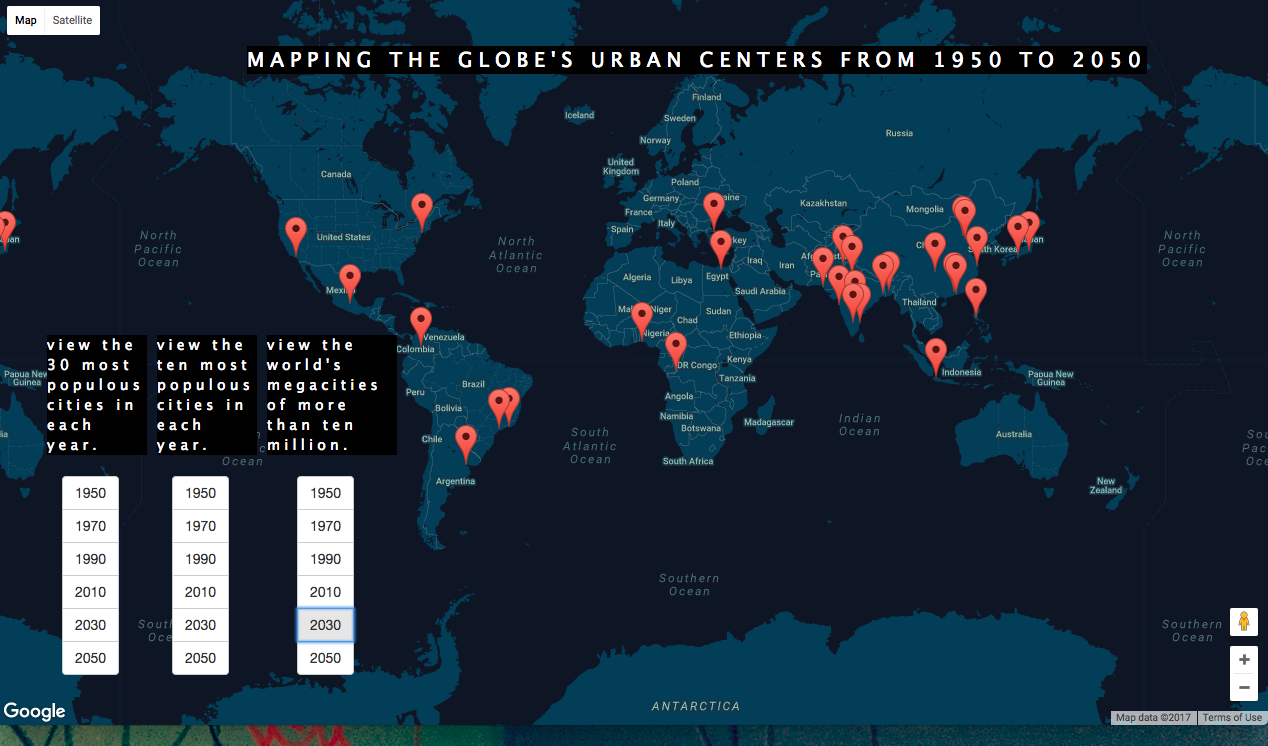 Map Satellite
MAPPING THE GLOBE'S URBAN CENTERS FROM 1950 TO 2050
Finland
Iceland
Sweden
Russia
Norway
United
Kingdom
Canada
Poland
Germany
Ukraine
Kazakhstan
Mongolia
France
Italy
Spain
United States
North
Pacific
Ocean
North
Atlantic
Ocean
North
Pacific
Ocean
South Korea
Iraq
Iran
Algeria
Libya
Egypt
Saudi Arabia
Niger
Chad
Sudan
Thailand
Nigeria
Ethiopia
Venezuela
Colombia
DR Congo
Kenya
Tanzania
Indonesia
Papua New
Guinea
Papua New
Guinea
Peru
Brazil
Bolivia
Angola
Namibia
Botswana
Madagascar
Indian
Ocean
Chile
South
Atlantic
Ocean
South Africa
Australia
Argentina
New
Zealand
view the
30 most
populous
cities in
each
year.
view the
ten most
populous
cities in
each
year.
view the
world's
megacities
of more
than ten
million.
Ocean
1950 1950 1950
1970 1970 1970
1990 1990 1990
2010 2010 2010
2030 2030 2030
2050 2050 2050
Southern
Ocean
Southern
Ocean
ANTARCTICA
Google
Map data ©2017 Terms of Use